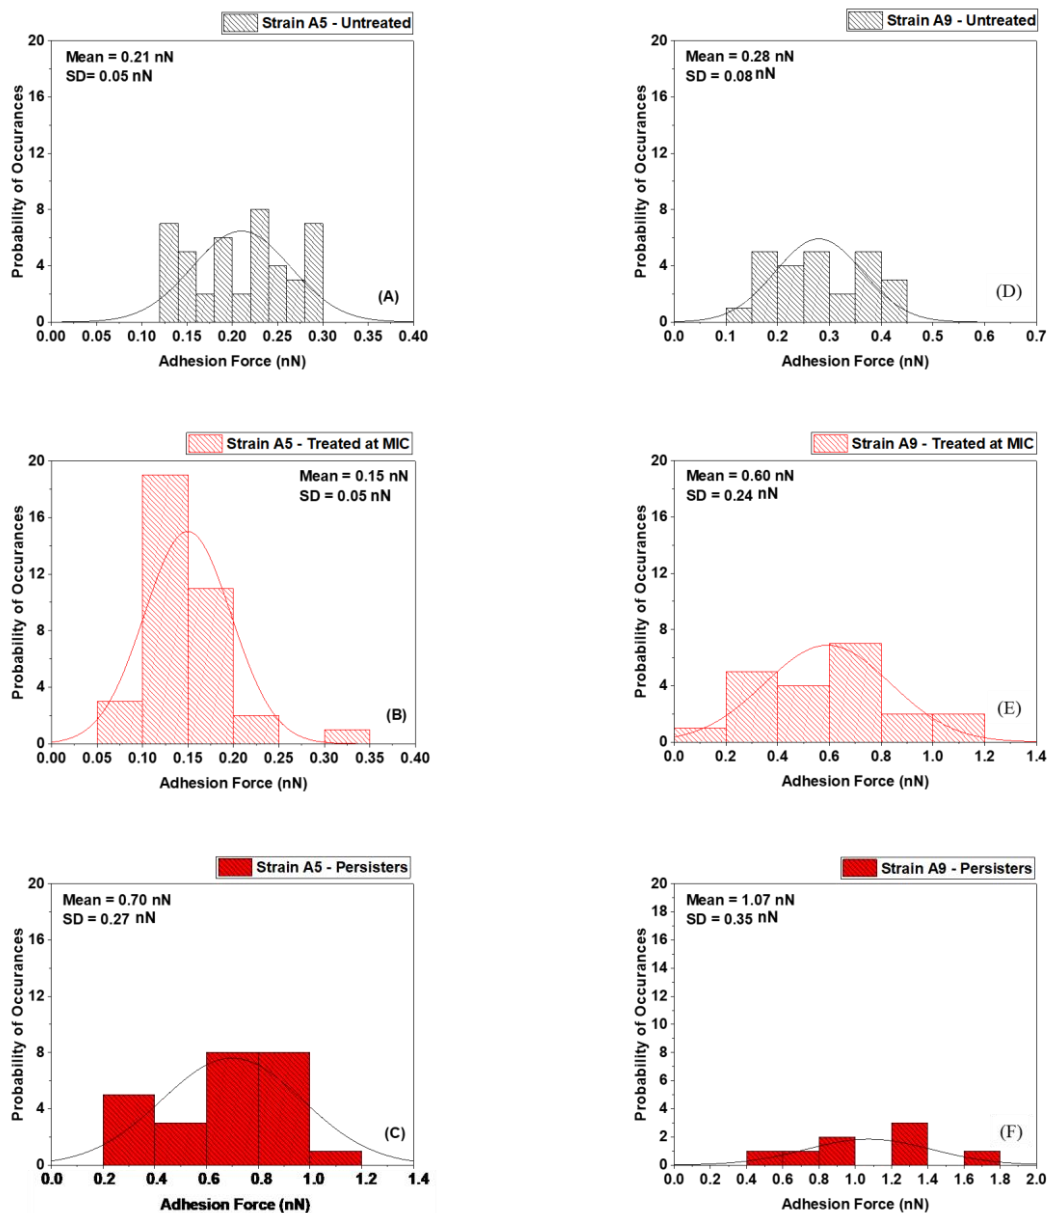 Strain A5 - Untreated
Mean = 0.21 nN
SD= 0.05 nN
Probability of Occurances
20
16
12
8
4
0
(A)
0.00 0.05 0.10 0.15 0.20 0.25 0.30 0.35 0.40
Adhesion Force (nN)
Strain A9 - Untreated
Mean = 0.28 nN
SD = 0.08 nN
Probability of Occurances
20
16
12
8
4
0
(D)
0.0 0.1 0.2 0.3 0.4 0.5 0.6 0.7
Adhesion Force (nN)
Strain A5 - Treated at MIC
Mean = 0.15 nN
SD = 0.05 nN
Probability of Occurances
20
16
12
8
4
0
(B)
0.00 0.05 0.10 0.15 0.20 0.25 0.30 0.35 0.40
Adhesion Force (nN)
Strain A9 - Treated at MIC
Mean = 0.60 nN
SD = 0.24 nN
Probability of Occurances
20
16
12
8
4
0
(E)
0.0 0.2 0.4 0.6 0.8 1.0 1.2 1.4
Adhesion Force (nN)
Strain A5 - Persisters
Mean = 0.70 nN
SD = 0.27 nN
Probability of Occurances
20
16
12
8
4
0
(C)
0.0 0.2 0.4 0.6 0.8 1.0 1.2 1.4
Adhesion Force (nN)
Strain A9 - Persisters
Mean = 1.07 nN
SD = 0.35 nN
Probability of Occurances
20
18
16
14
12
10
8
6
4
2
0
(F)
0.0 0.2 0.4 0.6 0.8 1.0 1.2 1.4 1.6 1.8 2.0
Adhesion Force (nN)